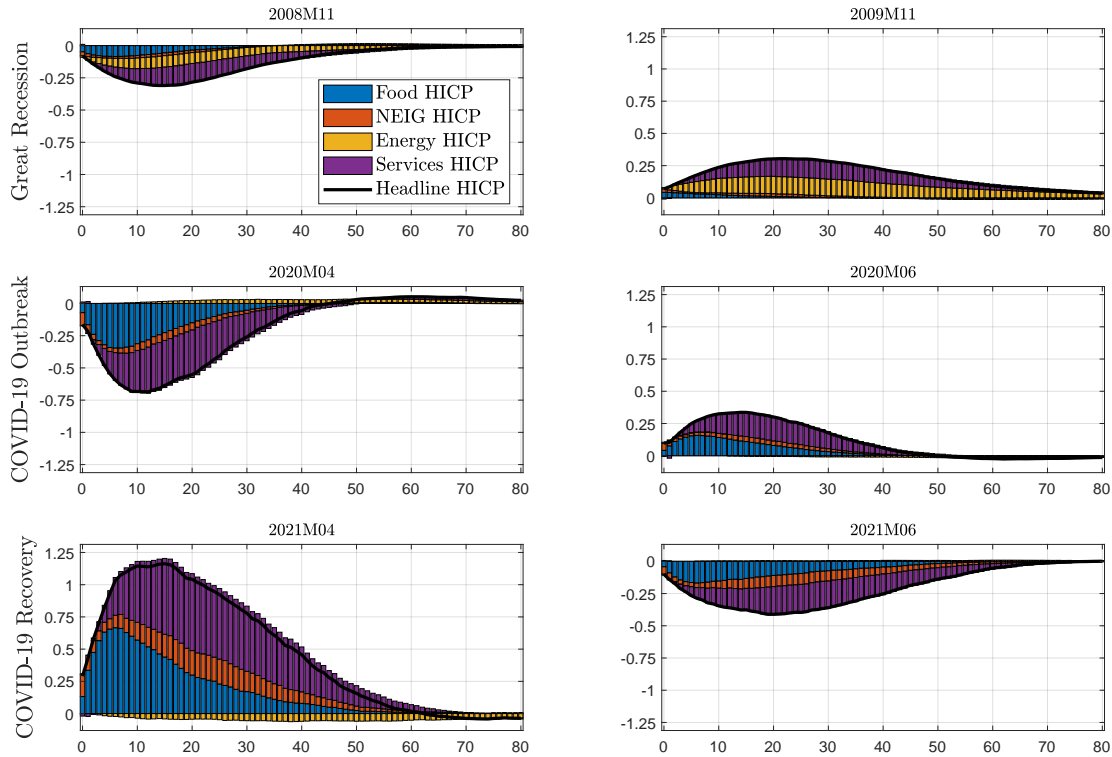 2008M11
2009M11
Great Recession
0
-0.25
-0.5
-0.75
-1
-1.25
0 10 20 30 40 50 60 70 80
Food HICP
NEIG HICP
Energy HICP
Services HICP
Headline HICP
1.25
1
0.75
0.5
0.25
0
0 10 20 30 40 50 60 70 80
2020M04
2020M06
COVID-19 Outbreak
0
-0.25
-0.5
-0.75
-1
-1.25
0 10 20 30 40 50 60 70 80
1.25
1
0.75
0.5
0.25
0
0 10 20 30 40 50 60 70 80
2021M04
2021M06
COVID-19 Recovery
1.25
1
0.75
0.5
0.25
0
0 10 20 30 40 50 60 70 80
0
-0.25
-0.5
-0.75
-1
-1.25
0 10 20 30 40 50 60 70 80